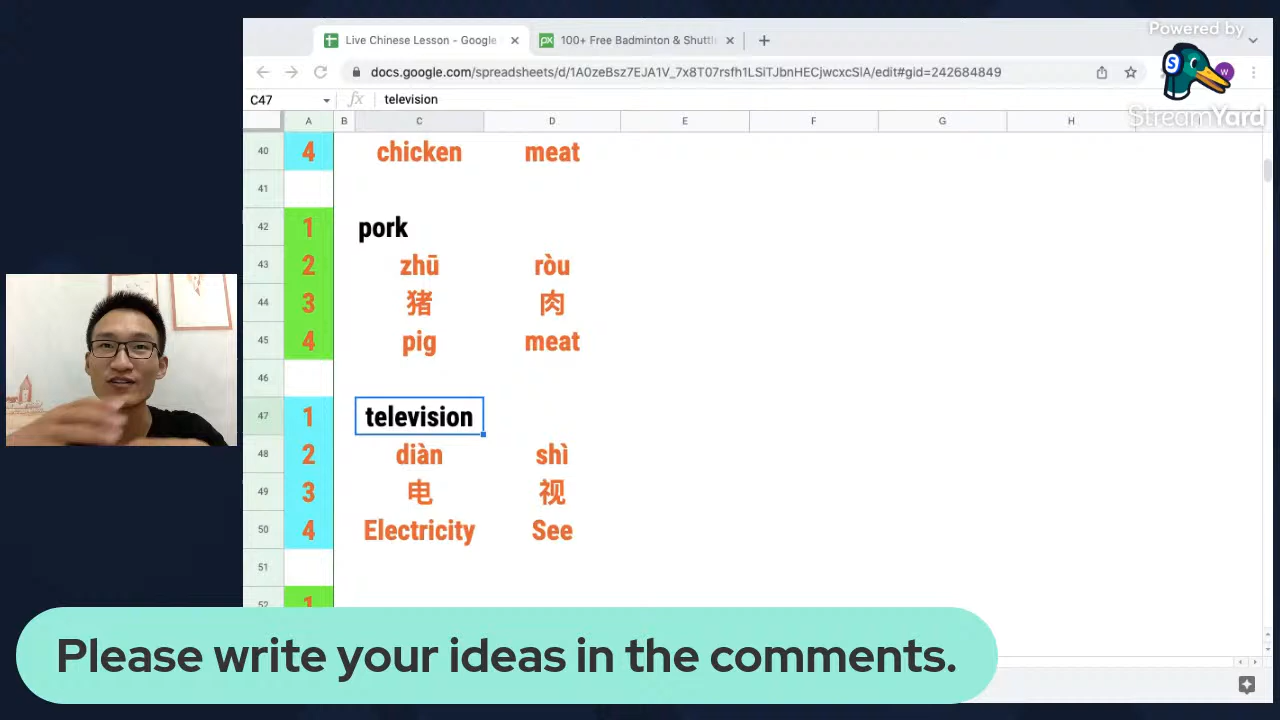 Powered by
StreamYard
Live Chinese Lesson - Google
100+ Free Badminton & Shuttl
docs.google.com/spreadsheets/d/1A0zeBsz7EJA1V_7x8T07rsfh1LSiTJbnHECjwcxcSlA/edit#gid=242684849
W
C47 fx television
A B C D E F G H
40 4 chicken meat
41
42 1 pork
43 2 zhū ròu
44 3 猪 肉
45 4 pig meat
46
47 1 television
48 2 diàn shì
49 3 电 视
50 4 Electricity See
51
52 1
Please write your ideas in the comments.